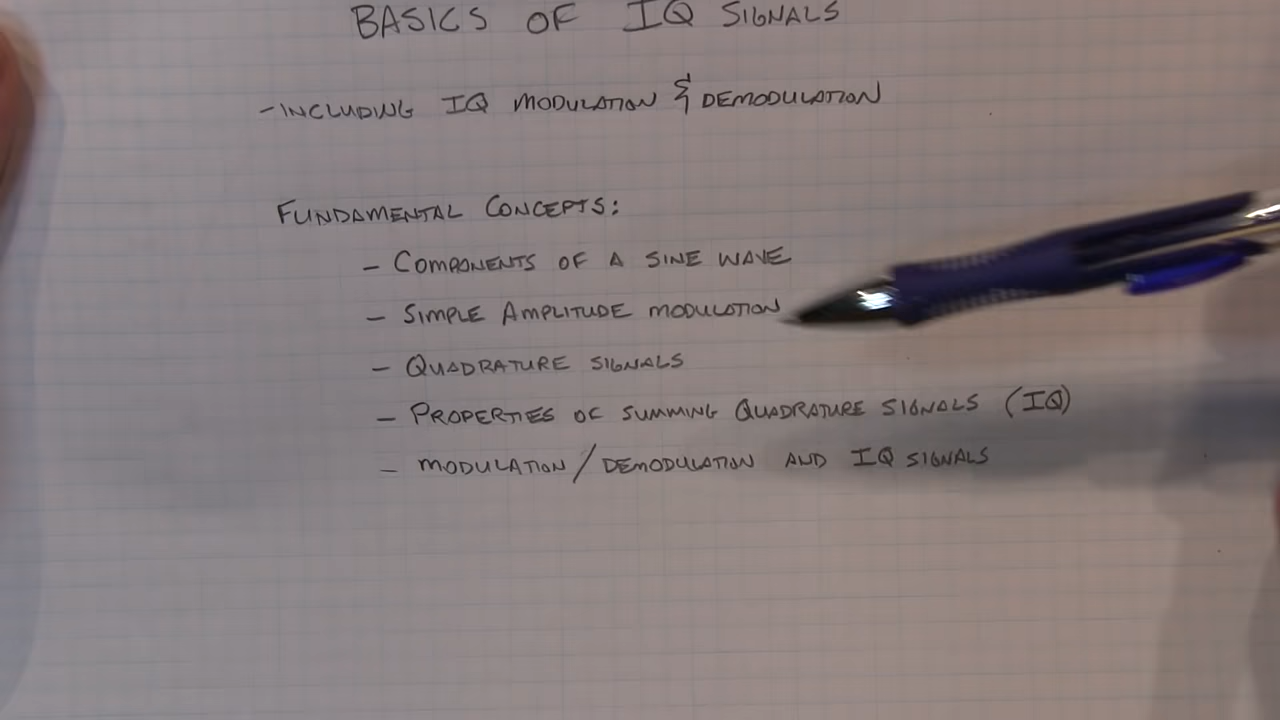 BASICS OF IQ SIGNALS
- INCLUDING IQ MODULATION & DEMODULATION
FUNDAMENTAL CONCEPTS:
- COMPONENTS OF A SINE WAVE
- SIMPLE AMPLITUDE MODULATION
- QUADRATURE SIGNALS
- PROPERTIES OF SUMMING QUADRATURE SIGNALS (IQ)
- MODULATION/DEMODULATION AND IQ SIGNALS